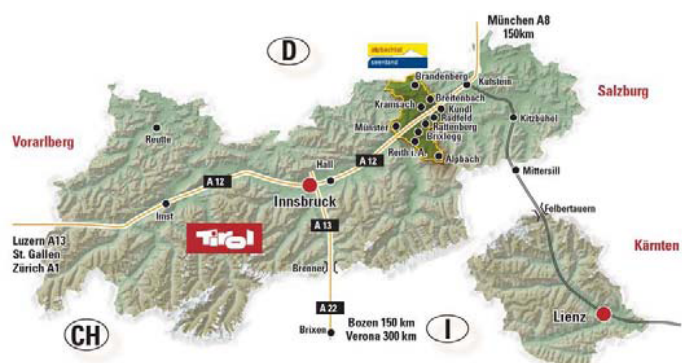 München A8
150km
D
alpbachtal
seenland
Brandenberg
Kufstein
Salzburg
Kramsach
Breitenbach
Kundl
Radfeld
Rattenberg
Brixlegg
Münster
Reith i. A.
Alpbach
Kitzbühel
Vorarlberg
Reutte
Hall
A 12
Mittersill
A 12
Innsbruck
Imst
Felbertauern
Tirol
A 13
Luzern A13
St. Gallen
Zürich A1
Kärnten
Brenner
A 22
Lienz
CH
Brixen
Bozen 150 km
Verona 300 km
I